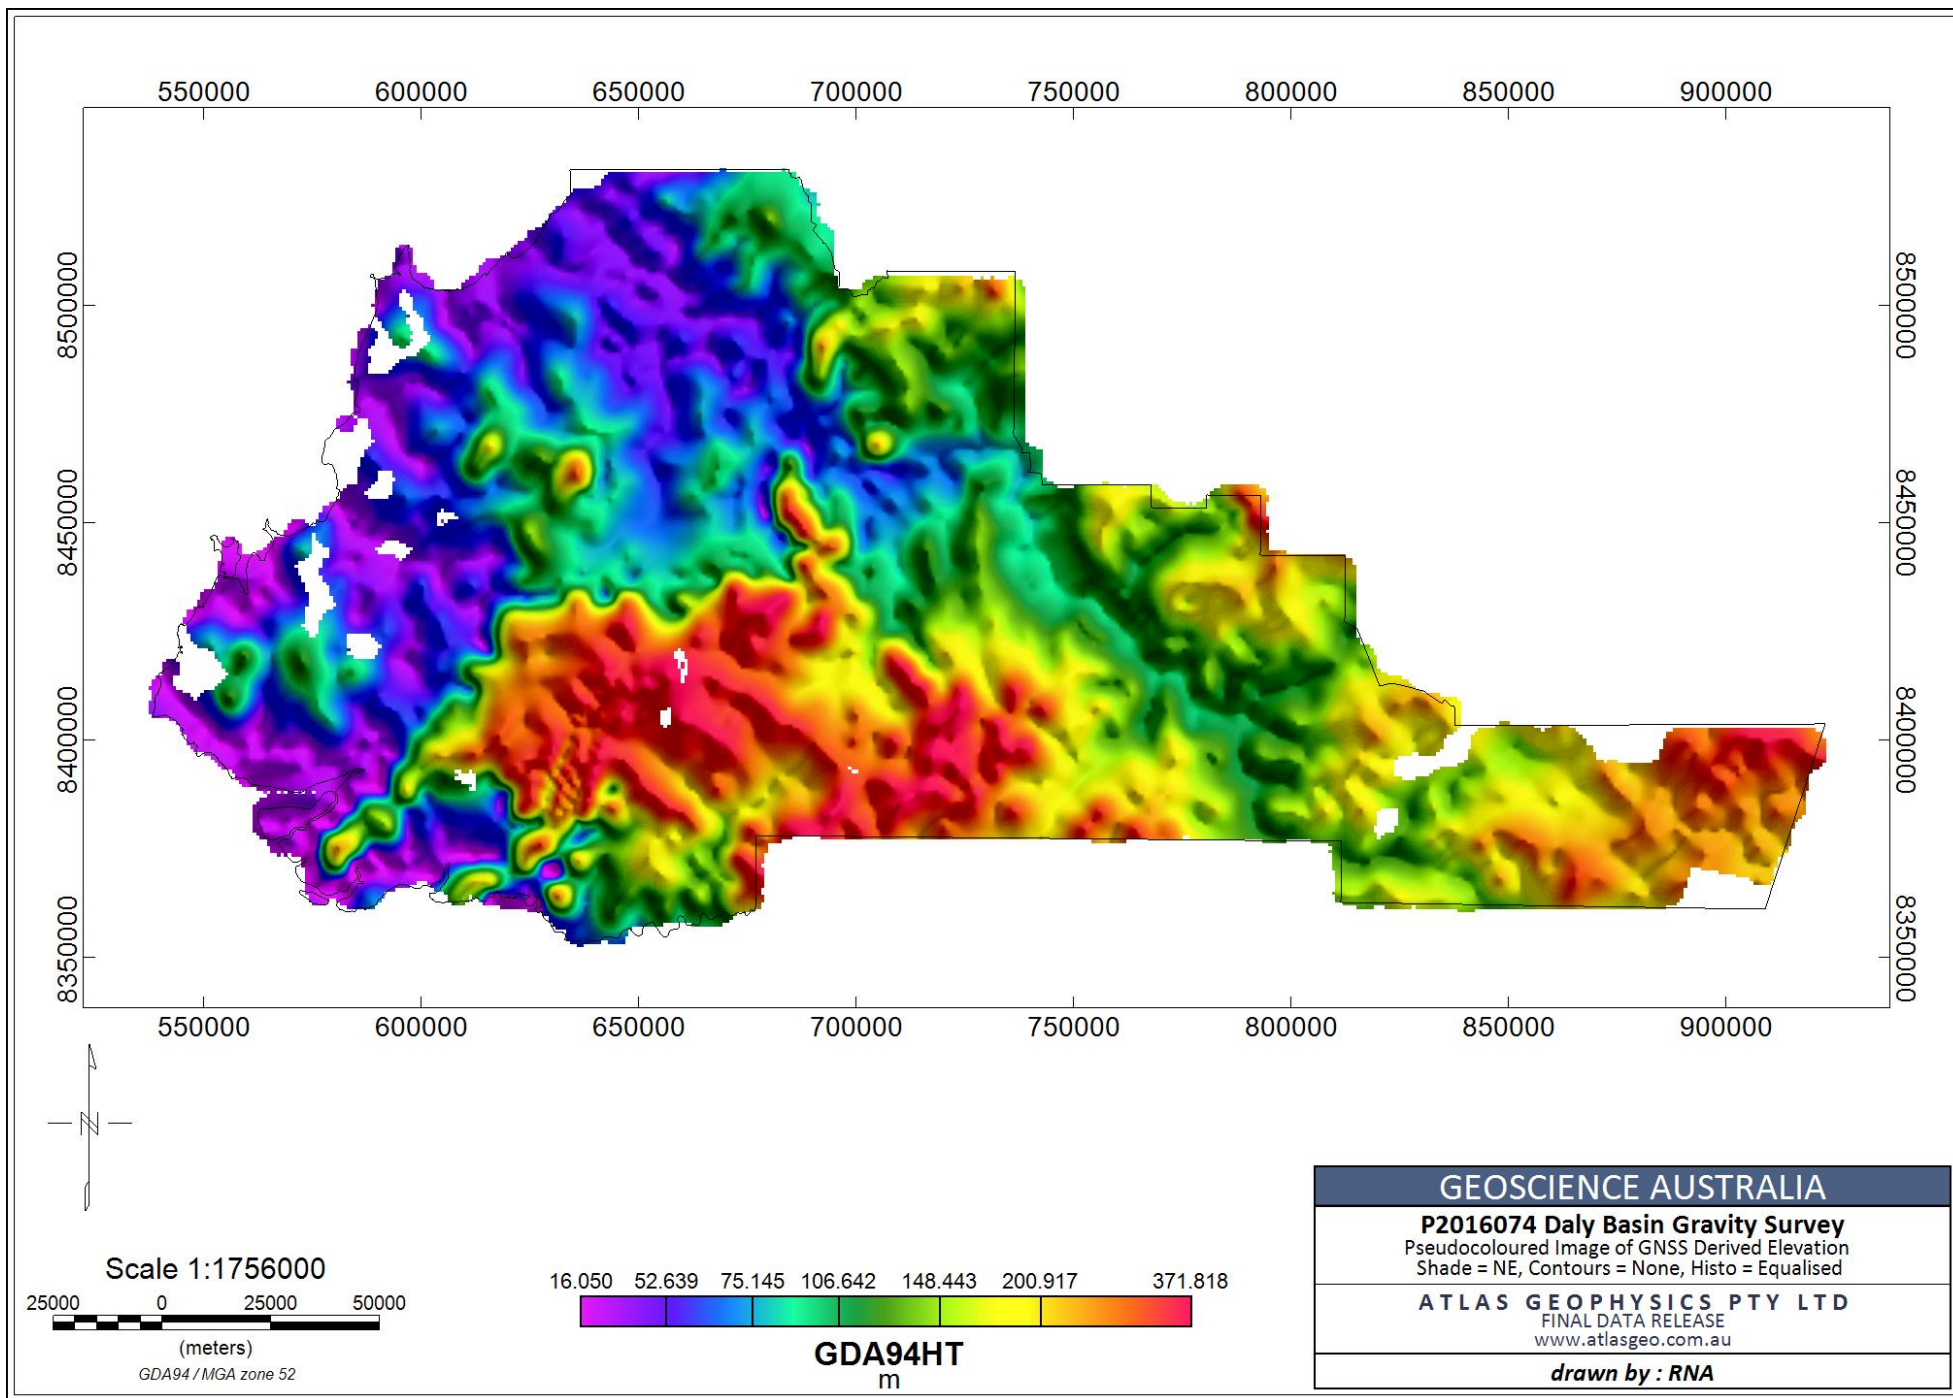 550000 600000 650000 700000 750000 800000 850000 900000
8500000
8450000
8400000
8350000
8500000
8450000
8400000
8350000
550000 600000 650000 700000 750000 800000 850000 900000
N
Scale 1:1756000
25000 0 25000 50000
(meters)
GDA94 / MGA zone 52
16.050 52.639 75.145 106.642 148.443 200.917 371.818
GDA94HT
m
GEOSCIENCE AUSTRALIA
P2016074 Daly Basin Gravity Survey
Pseudocoloured Image of GNSS Derived Elevation
Shade = NE, Contours = None, Histo = Equalised
ATLAS GEOPHYSICS PTY LTD
FINAL DATA RELEASE
www.atlasgeo.com.au
drawn by : RNA